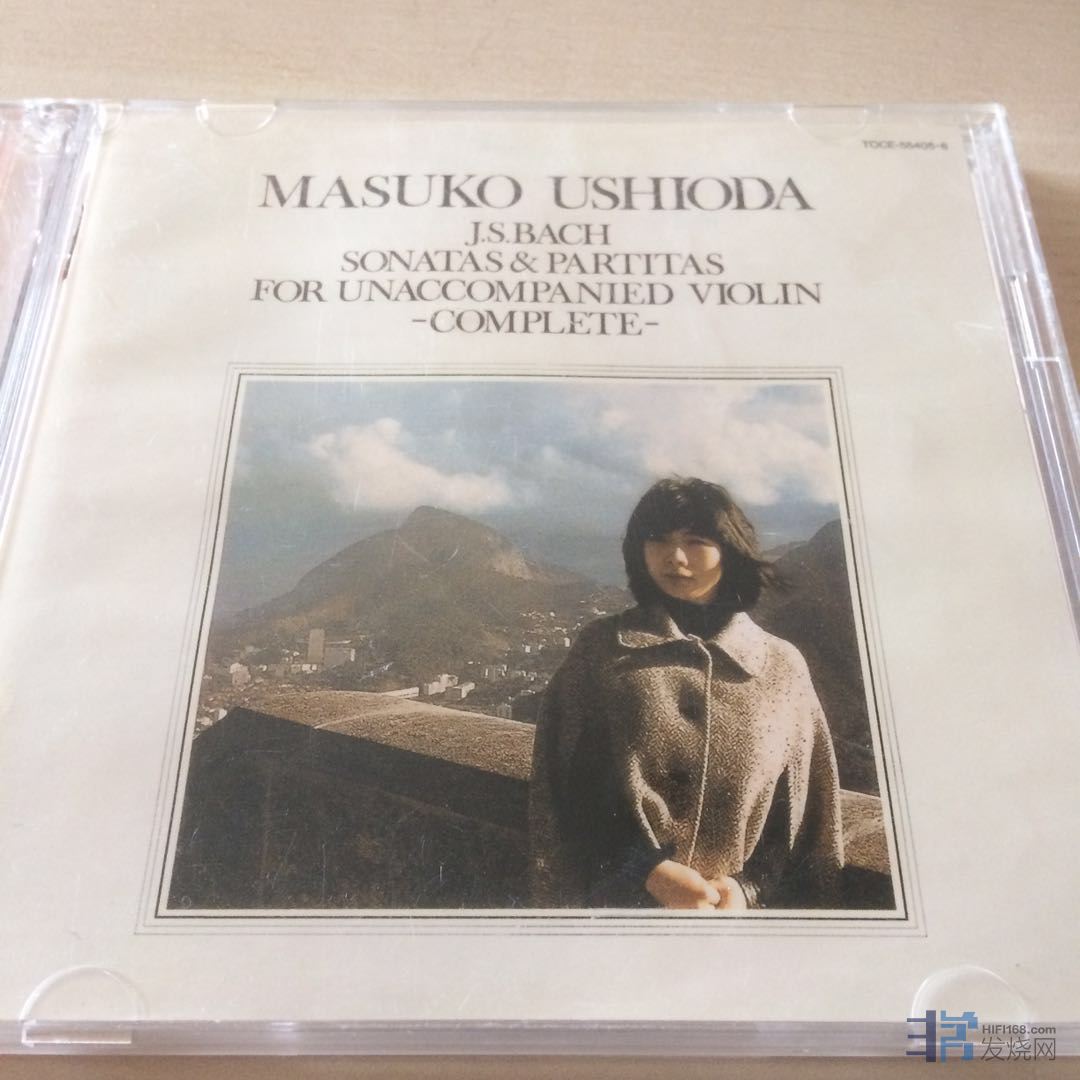 TOCE-55405-6
MASUKO USHIODA
J.S.BACH
SONATAS & PARTITAS
FOR UNACCOMPANIED VIOLIN
-COMPLETE-
HIFI168.com
发烧网